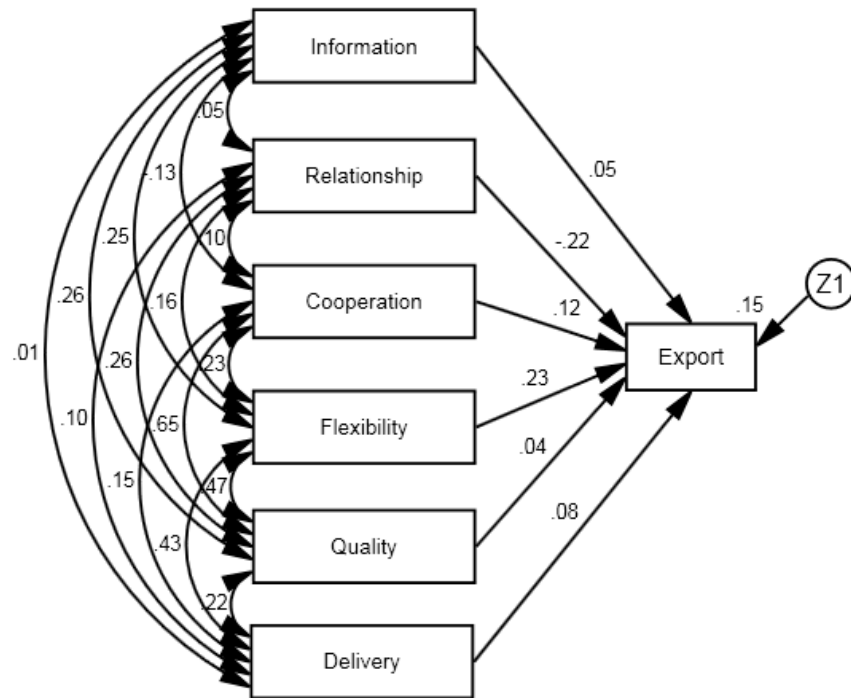 Information
.05
-.13
.05
Relationship
.25
-.22
.10
Z1
.26
.16
Cooperation
.12
.15
.01
.26
.23
Export
.10
.65
Flexibility
.23
.15
.04
.47
.43
Quality
.08
.22
Delivery